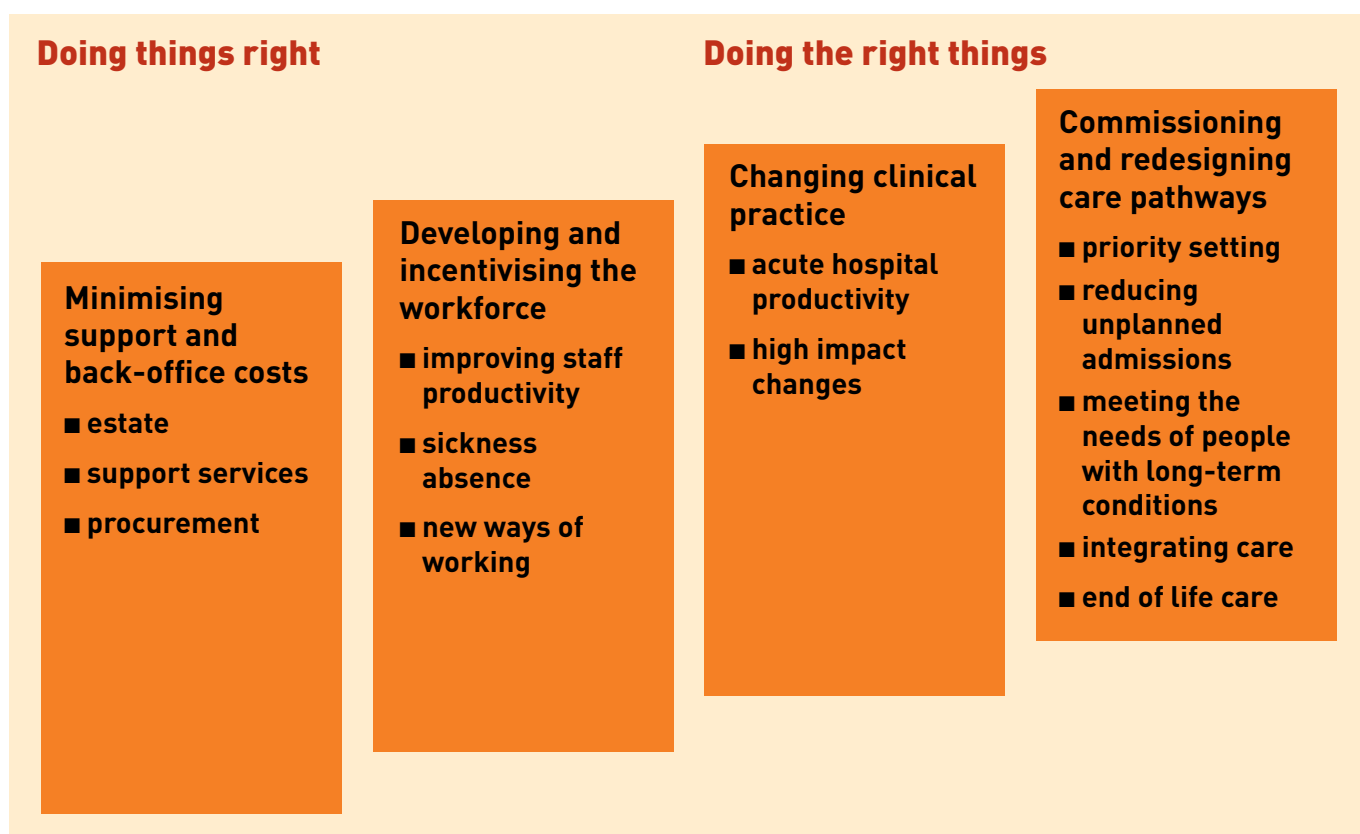 Doing things right
Minimising
support and
back-office costs
■ estate
■ support services
■ procurement
Developing and
incentivising the
workforce
■ improving staff
productivity
■ sickness
absence
■ new ways of
working
Doing the right things
Changing clinical
practice
■ acute hospital
productivity
■ high impact
changes
Commissioning
and redesigning
care pathways
■ priority setting
■ reducing
unplanned
admissions
■ meeting the
needs of people
with long-term
conditions
■ integrating care
■ end of life care